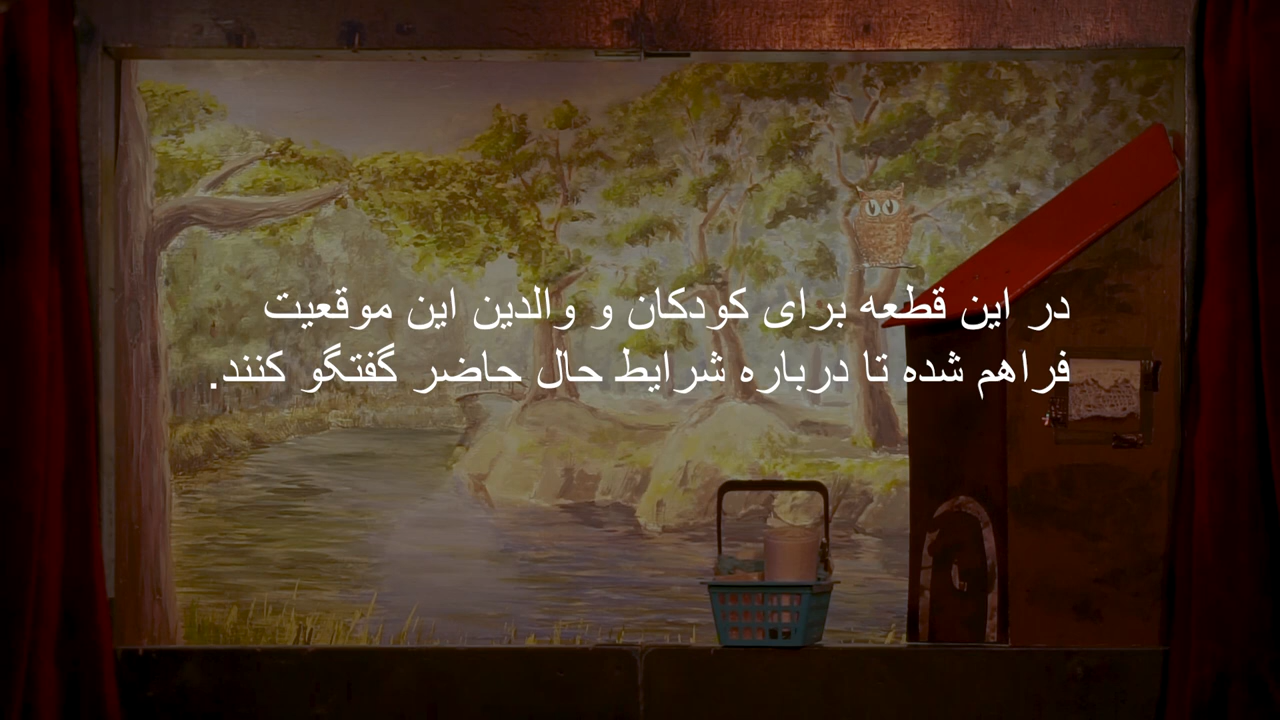 در این قطعه برای کودکان و والدین این موقعیت
فراهم شده تا درباره شرایط حال حاضر گفتگو کنند.